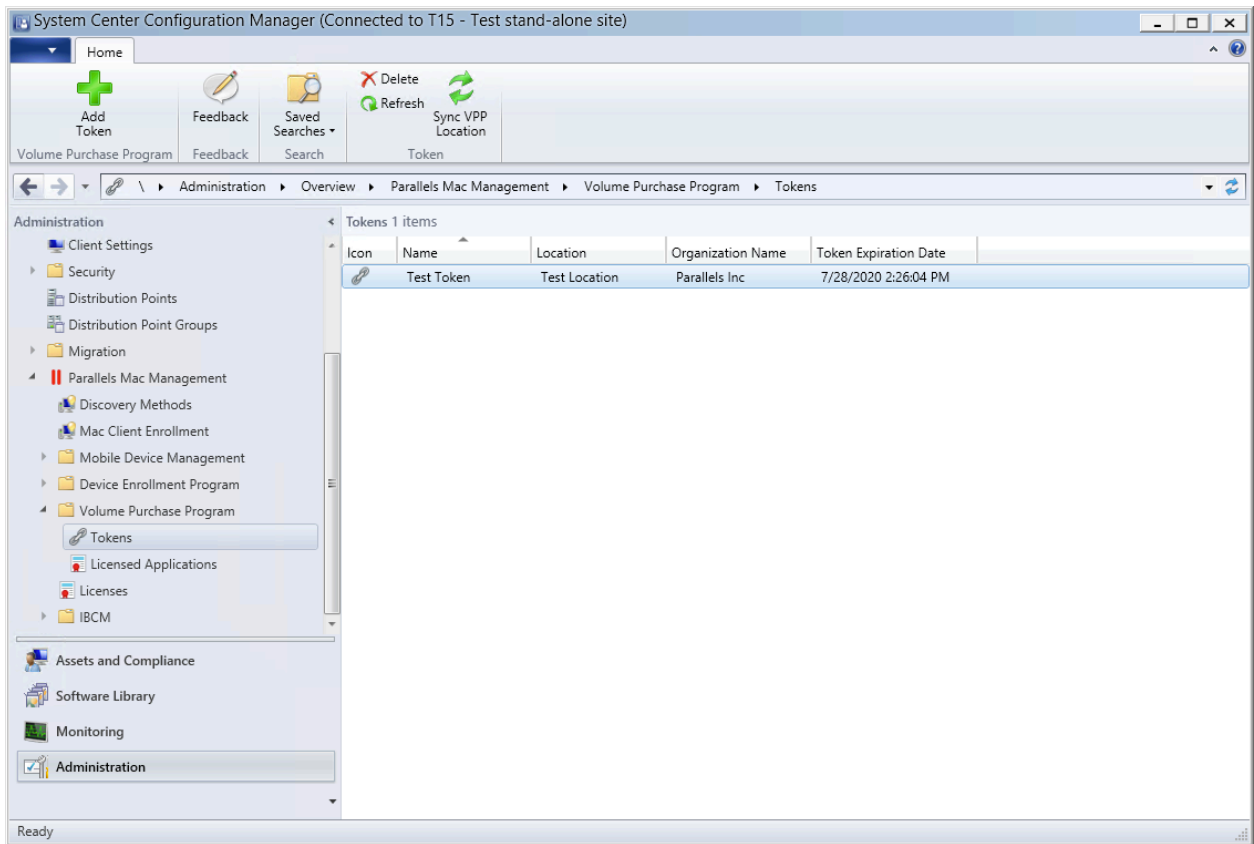 System Center Configuration Manager (Connected to T15 - Test stand-alone site)
Home
Add
Token
Feedback
Saved
Searches
Delete
Refresh
Sync VPP
Location
Volume Purchase Program
Feedback
Search
Token
\ Administration Overview Parallels Mac Management Volume Purchase Program Tokens
Administration
Client Settings
Security
Distribution Points
Distribution Point Groups
Migration
Parallels Mac Management
Discovery Methods
Mac Client Enrollment
Mobile Device Management
Device Enrollment Program
Volume Purchase Program
Tokens
Licensed Applications
Licenses
IBCM
Assets and Compliance
Software Library
Monitoring
Administration
Tokens 1 items
Icon Name Location Organization Name Token Expiration Date
Test Token Test Location Parallels Inc 7/28/2020 2:26:04 PM
Ready